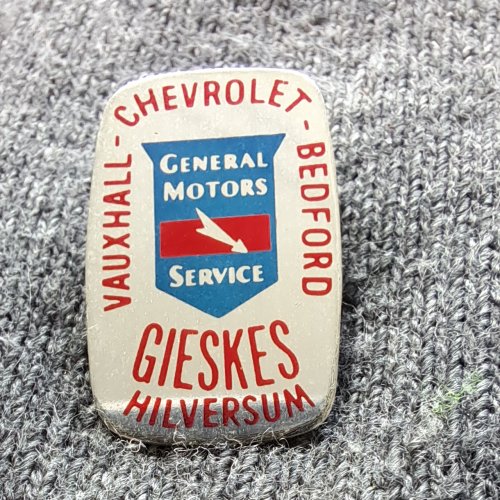 VAUXHALL - CHEVROLET - BEDFORD
GENERAL
MOTORS
SERVICE
GIESKES
HILVERSUM